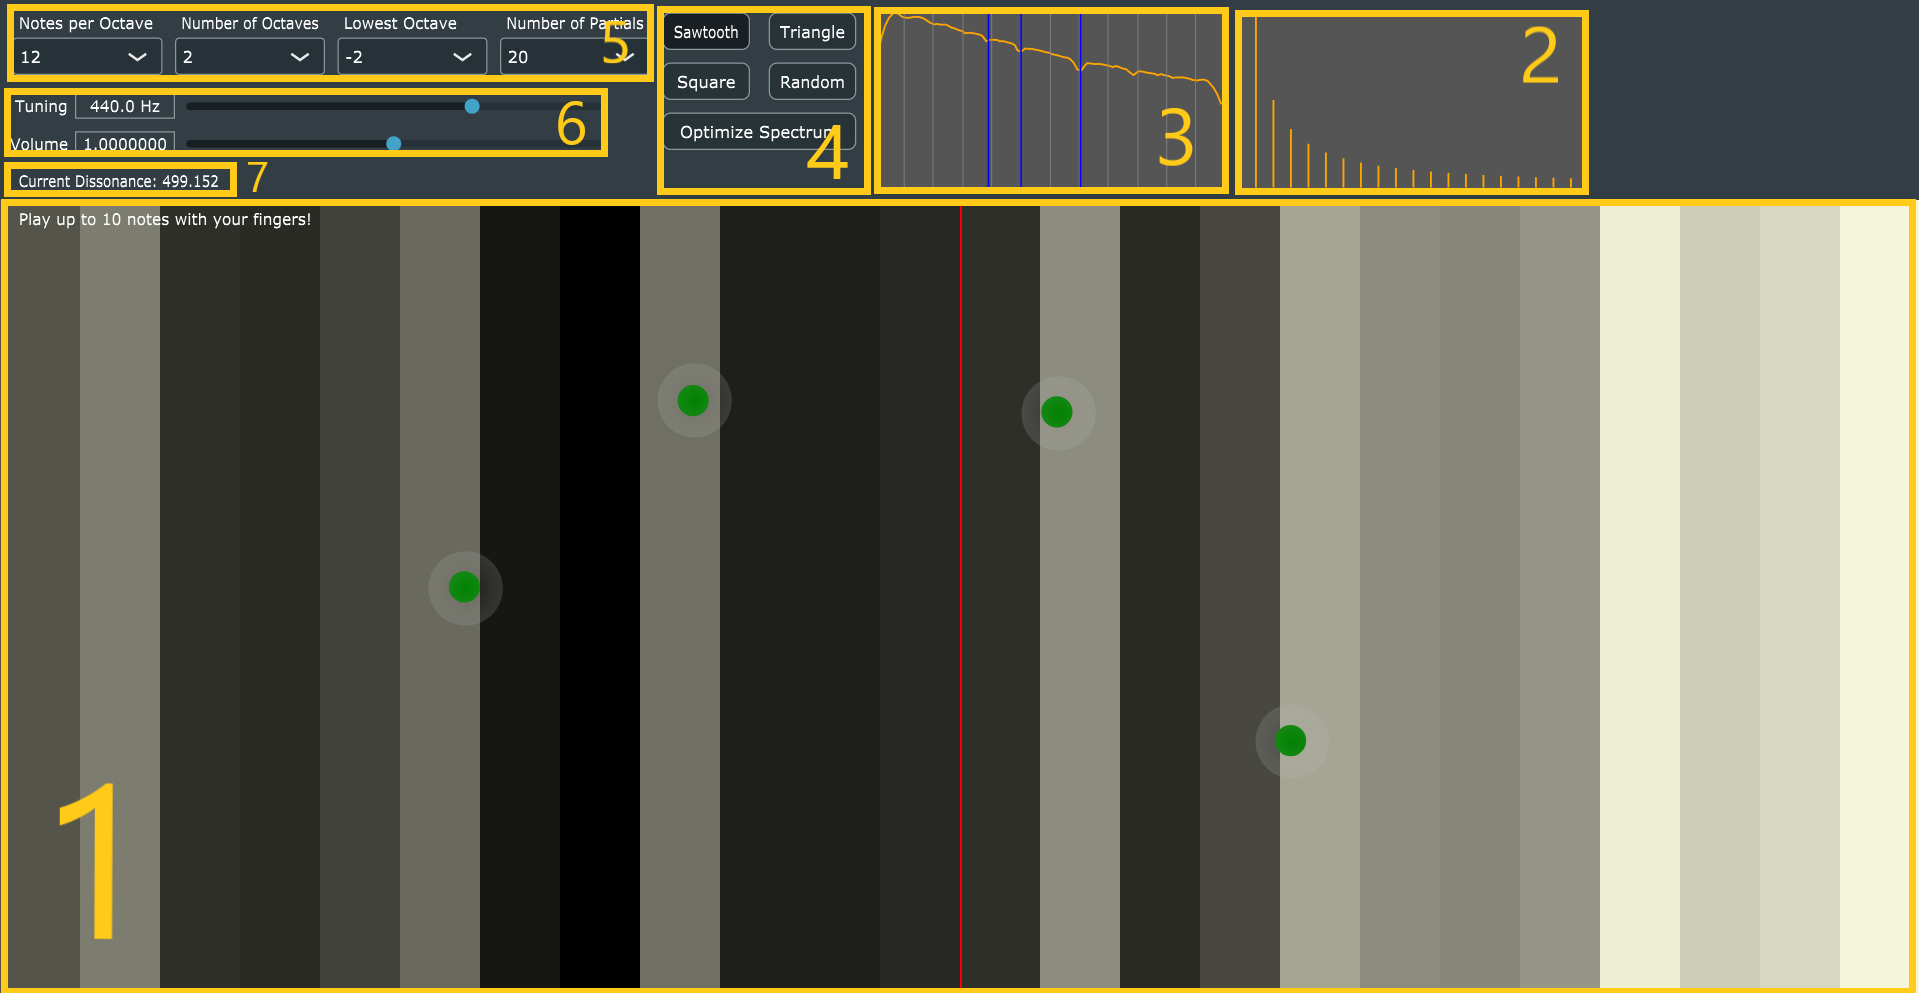 Notes per Octave Number of Octaves Lowest Octave Number of Partials
12 2 -2 20
5
Tuning 440.0 Hz
Volume 1.0000000
6
Current Dissonance: 499.152
7
Sawtooth Triangle
Square Random
Optimize Spectrum
4
3
2
Play up to 10 notes with your fingers!
1